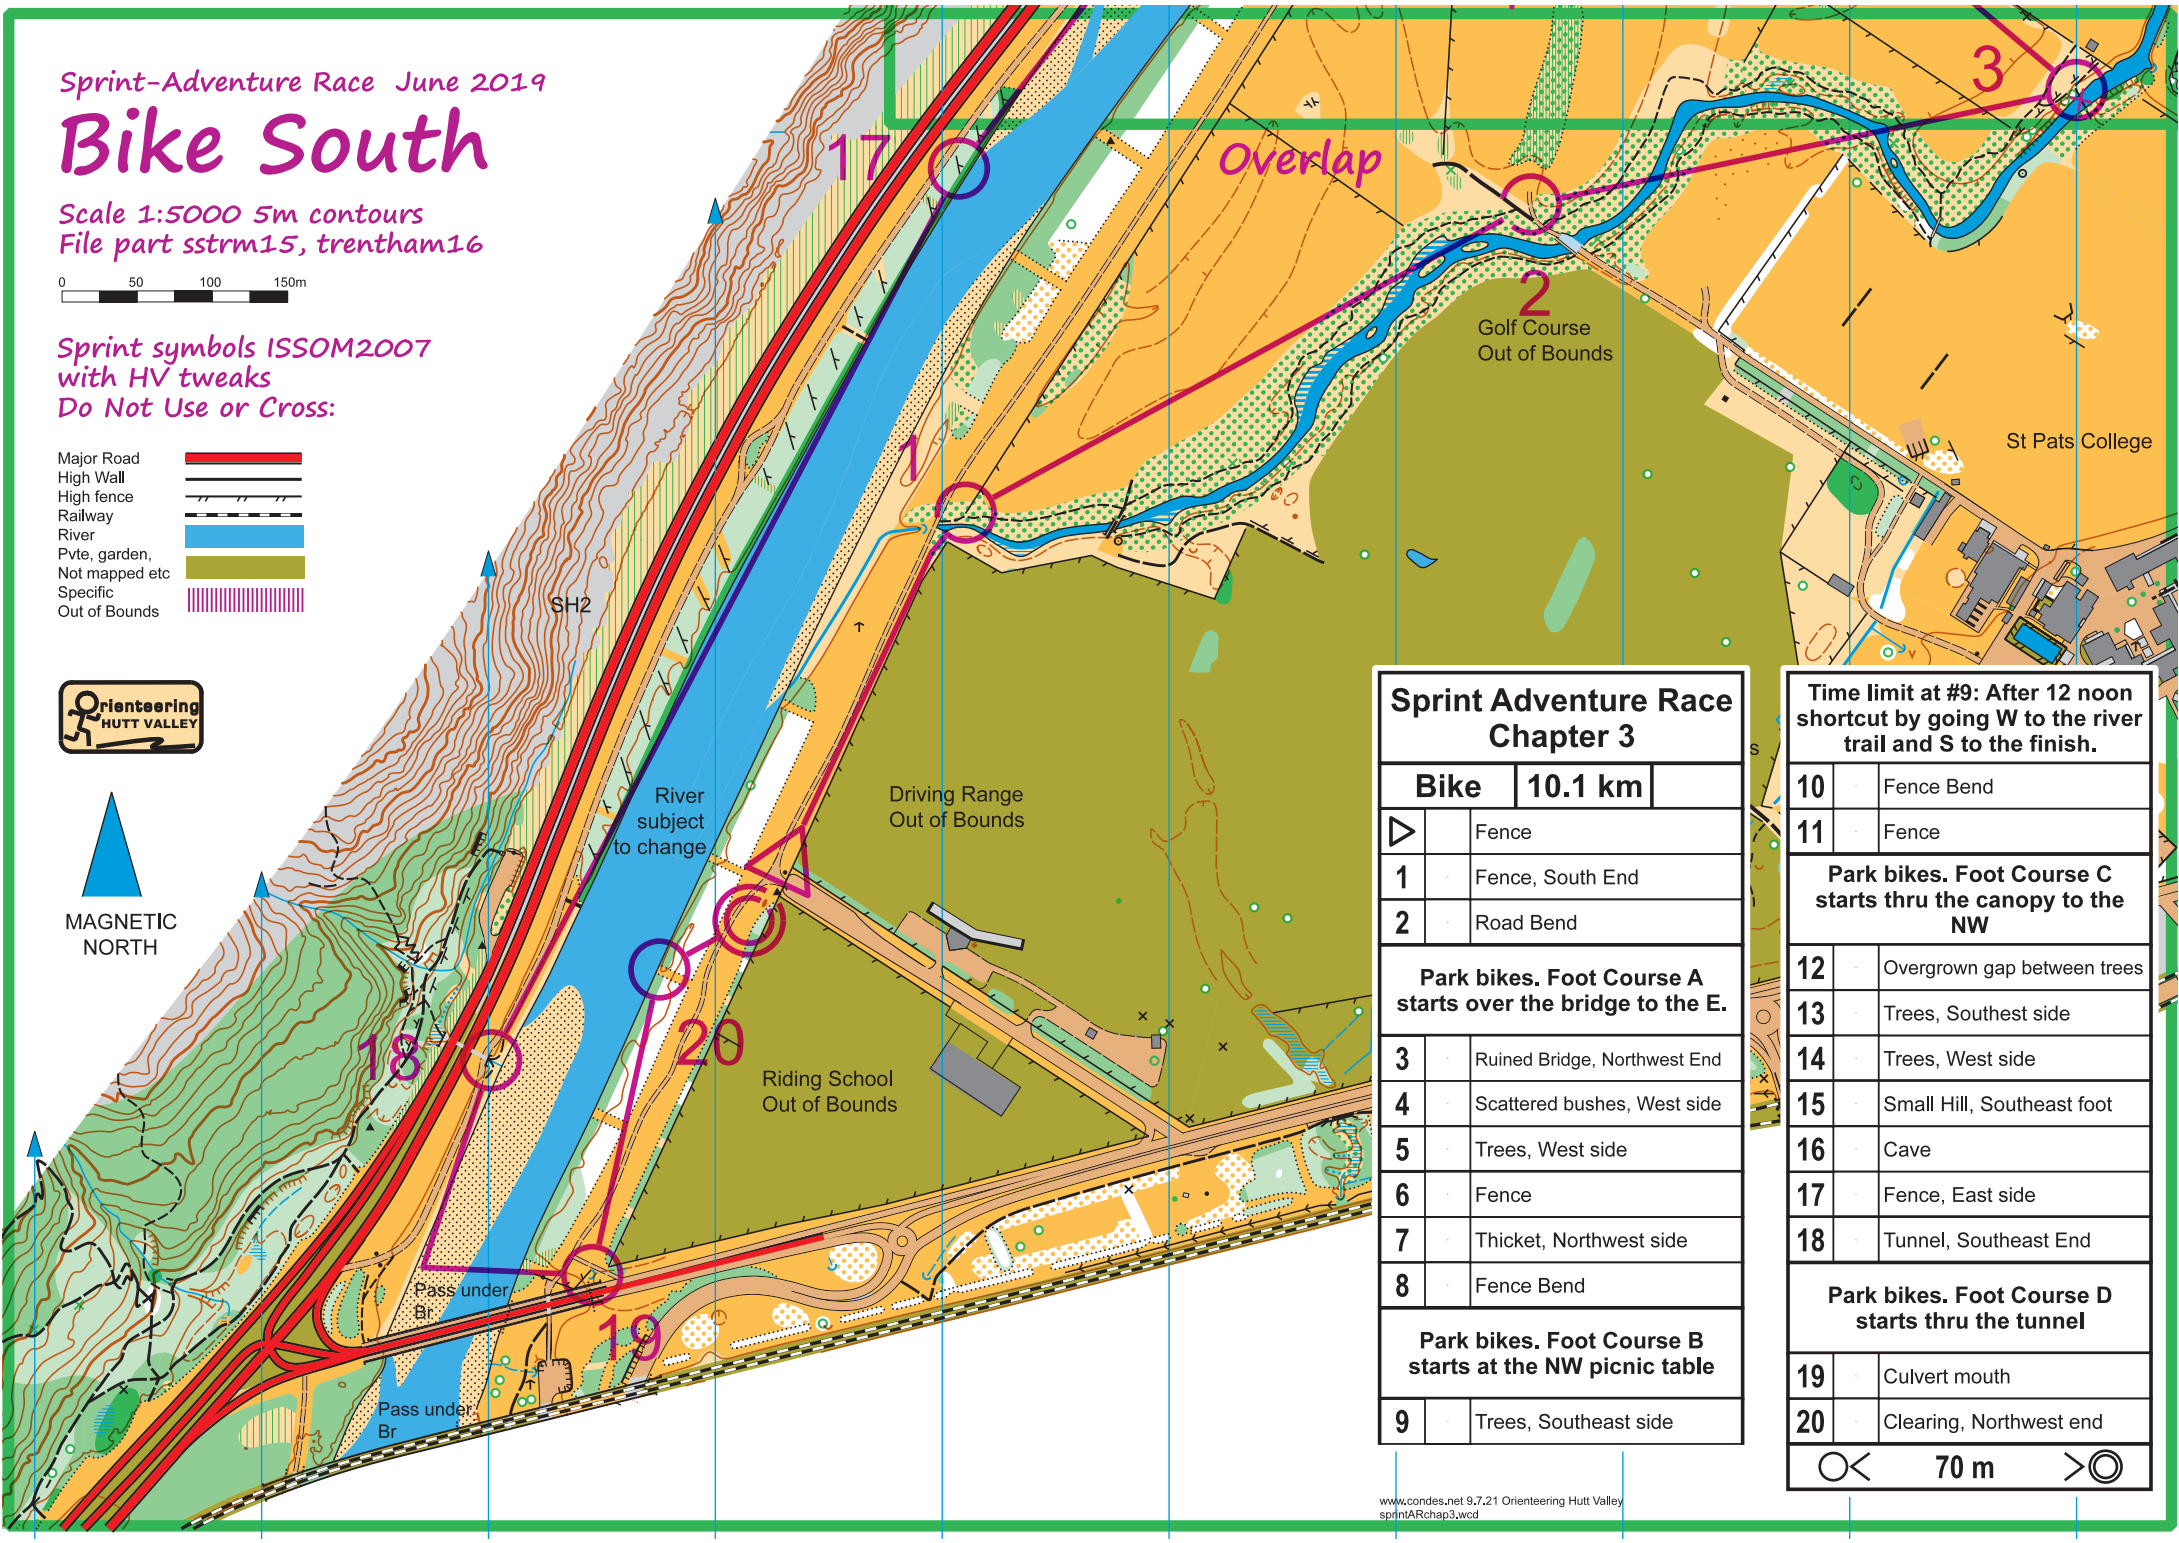 Sprint-Adventure Race June 2019
Bike South
Scale 1:5000 5m contours
File part sstrm15, trentham16
0 50 100 150m
Sprint symbols ISSOM2007
with HV tweaks
Do Not Use or Cross:
Major Road
High Wall
High fence
Railway
River
Pvte, garden,
Not mapped etc
Specific
Out of Bounds
Orienteering
HUTT VALLEY
MAGNETIC
NORTH
17
Overlap
3
2
Golf Course
Out of Bounds
St Pats College
1
SH2
River
subject
to change
Driving Range
Out of Bounds
18
20
Riding School
Out of Bounds
Pass under
Br
19
Pass under
Br
Sprint Adventure Race
Chapter 3
Bike 10.1 km
Fence
1 Fence, South End
2 Road Bend
Park bikes. Foot Course A
starts over the bridge to the E.
3 Ruined Bridge, Northwest End
4 Scattered bushes, West side
5 Trees, West side
6 Fence
7 Thicket, Northwest side
8 Fence Bend
Park bikes. Foot Course B
starts at the NW picnic table
9 Trees, Southeast side
s
Time limit at #9: After 12 noon
shortcut by going W to the river
trail and S to the finish.
10 Fence Bend
11 Fence
Park bikes. Foot Course C
starts thru the canopy to the
NW
12 Overgrown gap between trees
13 Trees, Southest side
14 Trees, West side
15 Small Hill, Southeast foot
16 Cave
17 Fence, East side
18 Tunnel, Southeast End
Park bikes. Foot Course D
starts thru the tunnel
19 Culvert mouth
20 Clearing, Northwest end
70 m
www.condes.net 9.7.21 Orienteering Hutt Valley
sprintARchap3.wcd